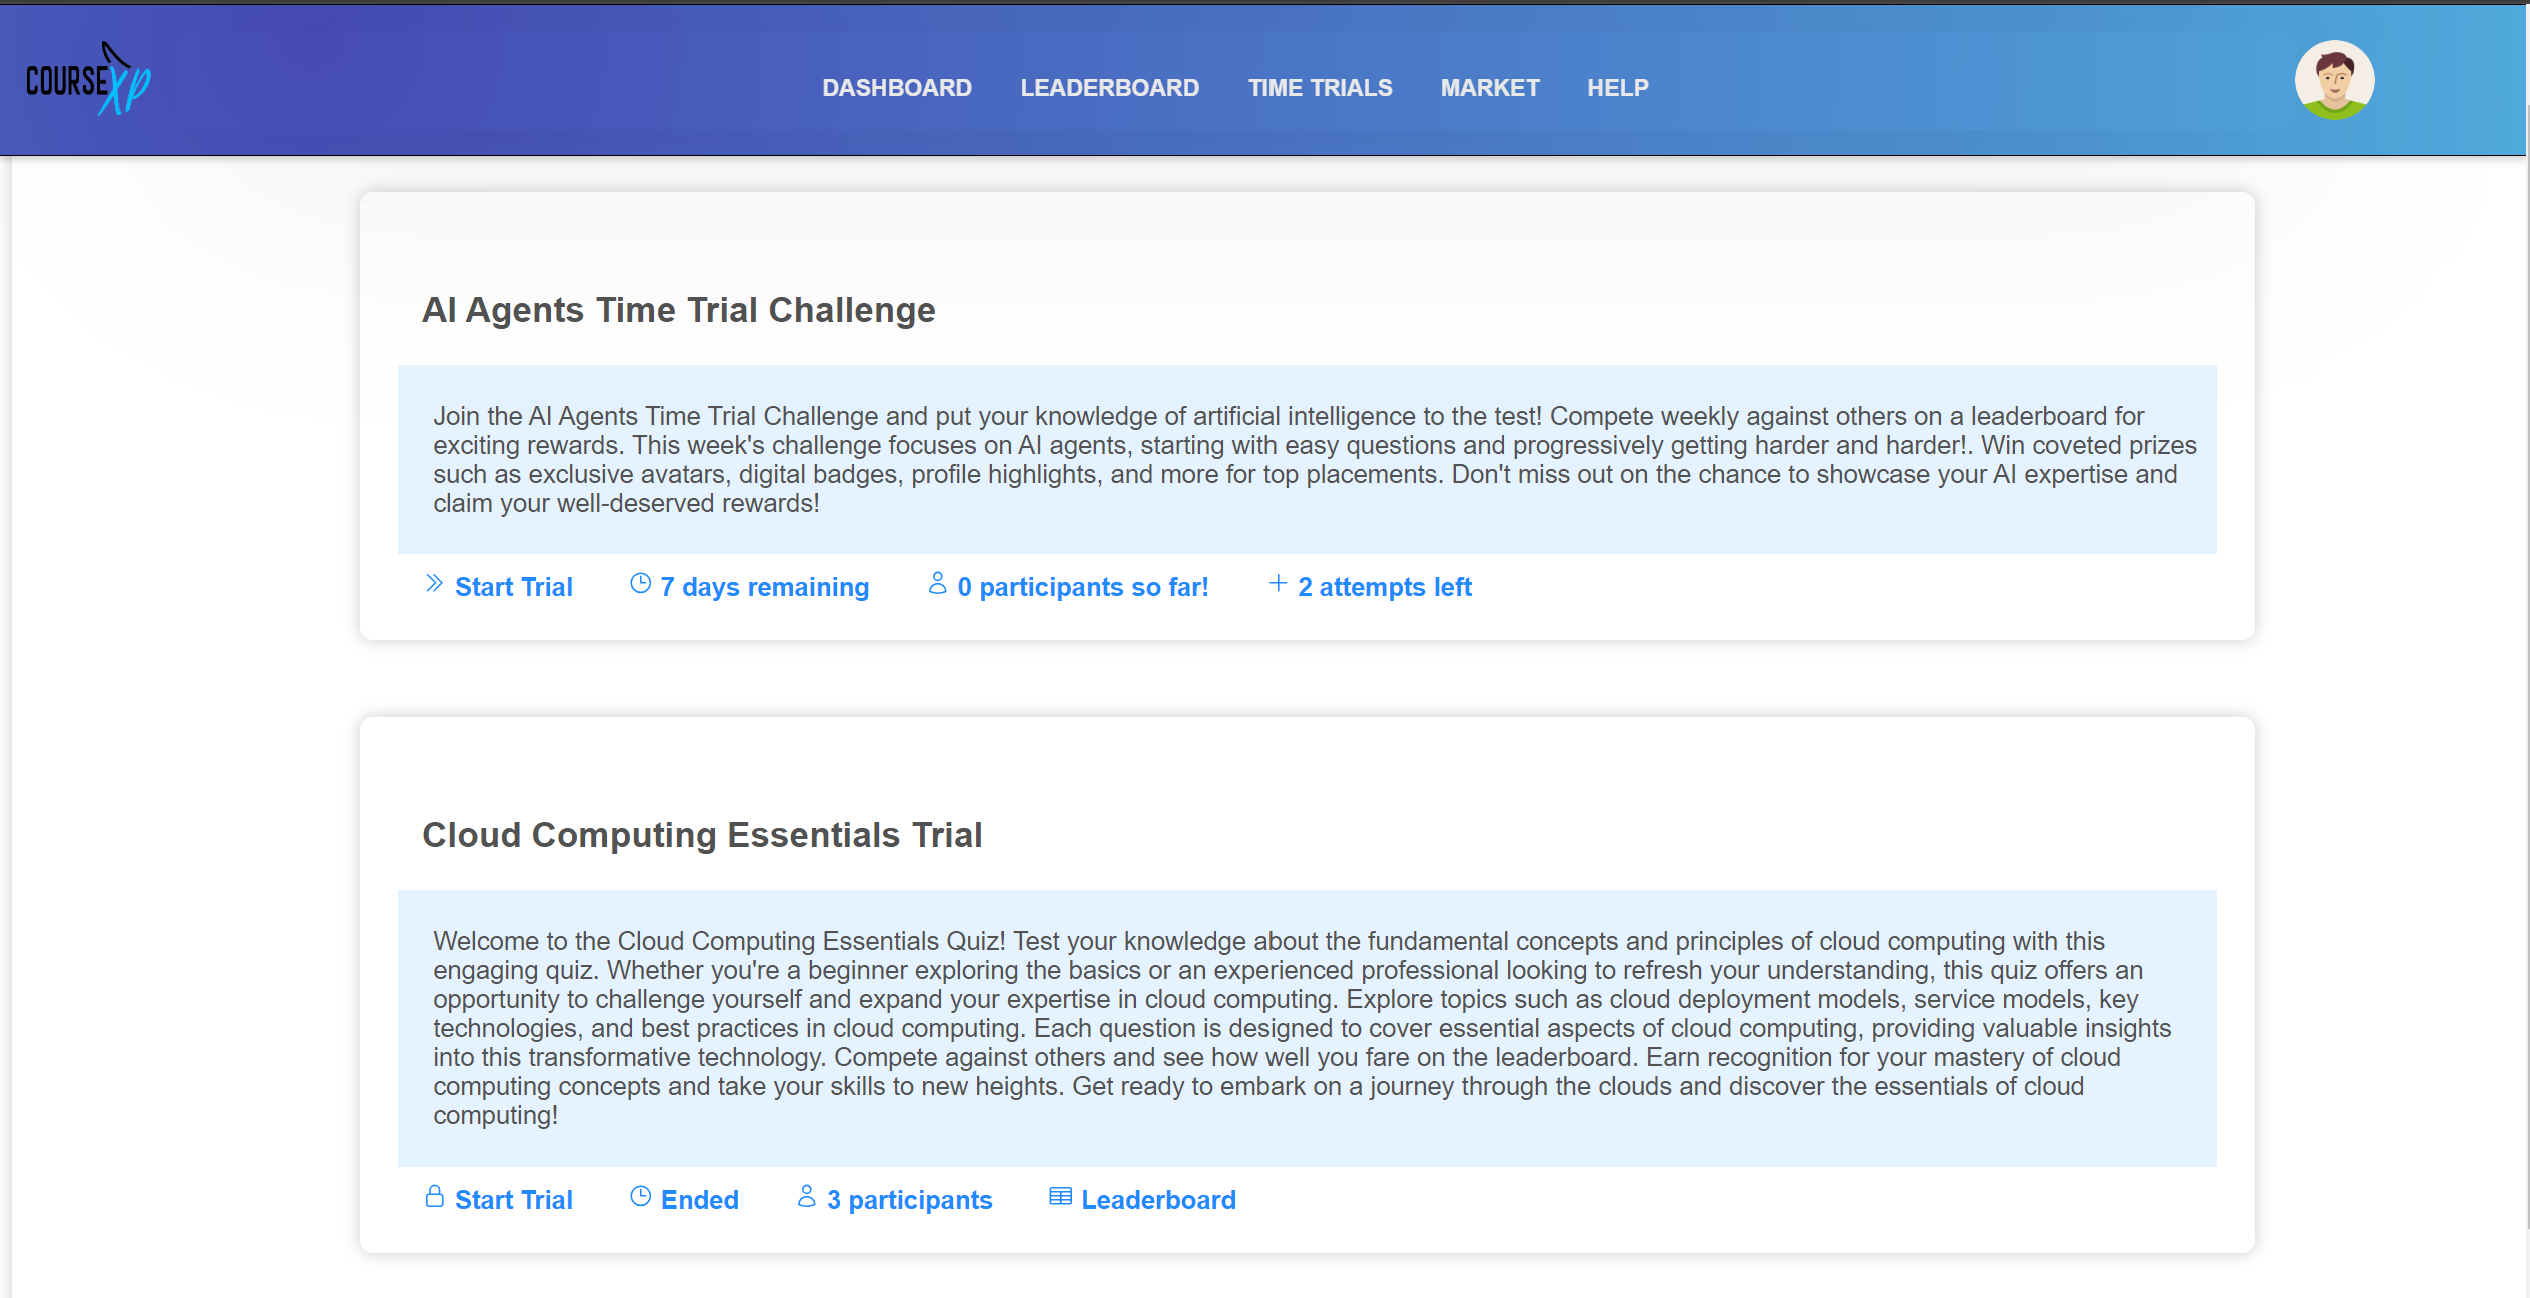 COURSEXP
DASHBOARD LEADERBOARD TIME TRIALS MARKET HELP
AI Agents Time Trial Challenge
Join the AI Agents Time Trial Challenge and put your knowledge of artificial intelligence to the test! Compete weekly against others on a leaderboard for
exciting rewards. This week's challenge focuses on AI agents, starting with easy questions and progressively getting harder and harder!. Win coveted prizes
such as exclusive avatars, digital badges, profile highlights, and more for top placements. Don't miss out on the chance to showcase your AI expertise and
claim your well-deserved rewards!
Start Trial 7 days remaining 0 participants so far! 2 attempts left
Cloud Computing Essentials Trial
Welcome to the Cloud Computing Essentials Quiz! Test your knowledge about the fundamental concepts and principles of cloud computing with this
engaging quiz. Whether you're a beginner exploring the basics or an experienced professional looking to refresh your understanding, this quiz offers an
opportunity to challenge yourself and expand your expertise in cloud computing. Explore topics such as cloud deployment models, service models, key
technologies, and best practices in cloud computing. Each question is designed to cover essential aspects of cloud computing, providing valuable insights
into this transformative technology. Compete against others and see how well you fare on the leaderboard. Earn recognition for your mastery of cloud
computing concepts and take your skills to new heights. Get ready to embark on a journey through the clouds and discover the essentials of cloud
computing!
Start Trial Ended 3 participants Leaderboard